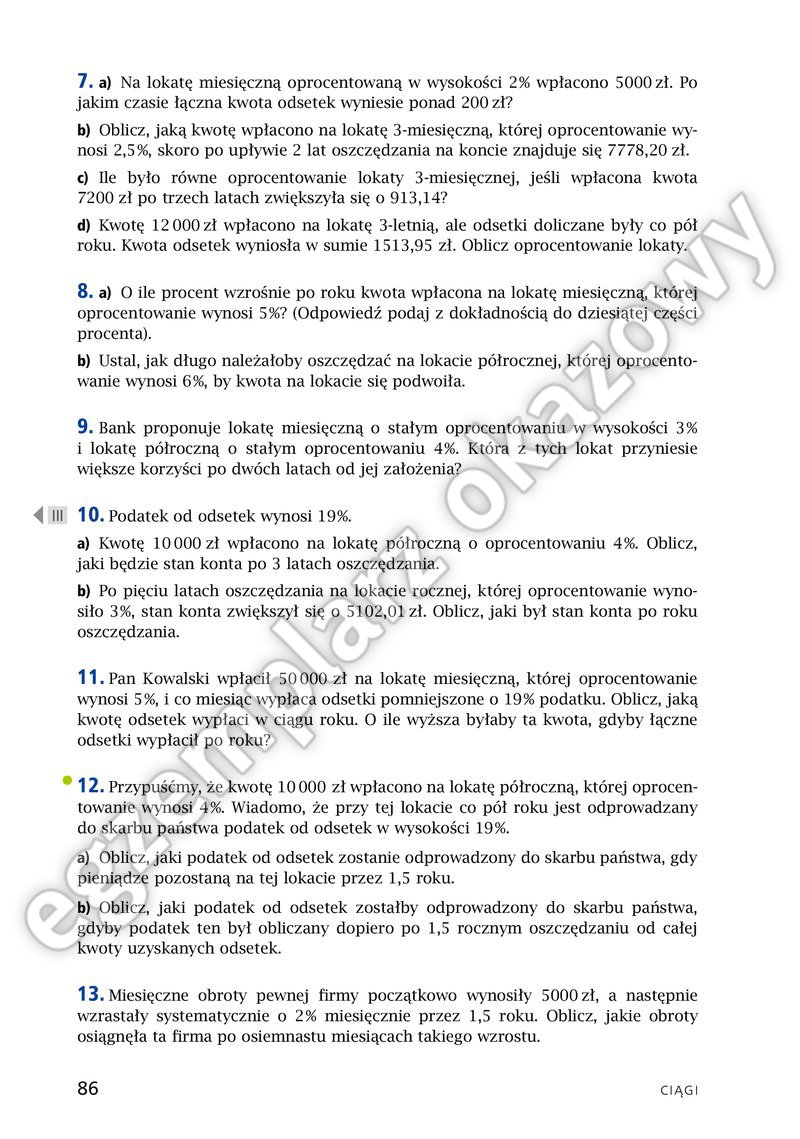 7. a) Na lokatę miesięczną oprocentowaną w wysokości 2% wpłacono 5000 zł. Po
jakim czasie łączna kwota odsetek wyniesie ponad 200 zł?
b) Oblicz, jaką kwotę wpłacono na lokatę 3-miesięczną, której oprocentowanie wy-
nosi 2,5%, skoro po upływie 2 lat oszczędzania na koncie znajduje się 7778,20 zł.
c) Ile było równe oprocentowanie lokaty 3-miesięcznej, jeśli wpłacona kwota
7200 zł po trzech latach zwiększyła się o 913,14?
d) Kwotę 12 000 zł wpłacono na lokatę 3-letnią, ale odsetki doliczane były co pół
roku. Kwota odsetek wyniosła w sumie 1513,95 zł. Oblicz oprocentowanie lokaty.
8. a) O ile procent wzrośnie po roku kwota wpłacona na lokatę miesięczną, której
oprocentowanie wynosi 5%? (Odpowiedź podaj z dokładnością do dziesiątej części
procenta).
b) Ustal, jak długo należałoby oszczędzać na lokacie półrocznej, której oprocento-
wanie wynosi 6%, by kwota na lokacie się podwoiła.
9. Bank proponuje lokatę miesięczną o stałym oprocentowaniu w wysokości 3%
i lokatę półroczną o stałym oprocentowaniu 4%. Która z tych lokat przyniesie
większe korzyści po dwóch latach od jej założenia?
III 10. Podatek od odsetek wynosi 19%.
a) Kwotę 10 000 zł wpłacono na lokatę półroczną o oprocentowaniu 4%. Oblicz,
jaki będzie stan konta po 3 latach oszczędzania.
b) Po pięciu latach oszczędzania na lokacie rocznej, której oprocentowanie wyno-
siło 3%, stan konta zwiększył się o 5102,01 zł. Oblicz, jaki był stan konta po roku
oszczędzania.
11. Pan Kowalski wpłacił 50 000 zł na lokatę miesięczną, której oprocentowanie
wynosi 5%, i co miesiąc wypłaca odsetki pomniejszone o 19% podatku. Oblicz, jaką
kwotę odsetek wypłaci w ciągu roku. O ile wyższa byłaby ta kwota, gdyby łączne
odsetki wypłacił po roku?
12. Przypuśćmy, że kwotę 10 000 zł wpłacono na lokatę półroczną, której oprocen-
towanie wynosi 4%. Wiadomo, że przy tej lokacie co pół roku jest odprowadzany
do skarbu państwa podatek od odsetek w wysokości 19%.
a) Oblicz, jaki podatek od odsetek zostanie odprowadzony do skarbu państwa, gdy
pieniądze pozostaną na tej lokacie przez 1,5 roku.
b) Oblicz, jaki podatek od odsetek zostałby odprowadzony do skarbu państwa,
gdyby podatek ten był obliczany dopiero po 1,5 rocznym oszczędzaniu od całej
kwoty uzyskanych odsetek.
13. Miesięczne obroty pewnej firmy początkowo wynosiły 5000 zł, a następnie
wzrastały systematycznie o 2% miesięcznie przez 1,5 roku. Oblicz, jakie obroty
osiągnęła ta firma po osiemnastu miesiącach takiego wzrostu.
86 CIĄGI
egzemplarz okazowy